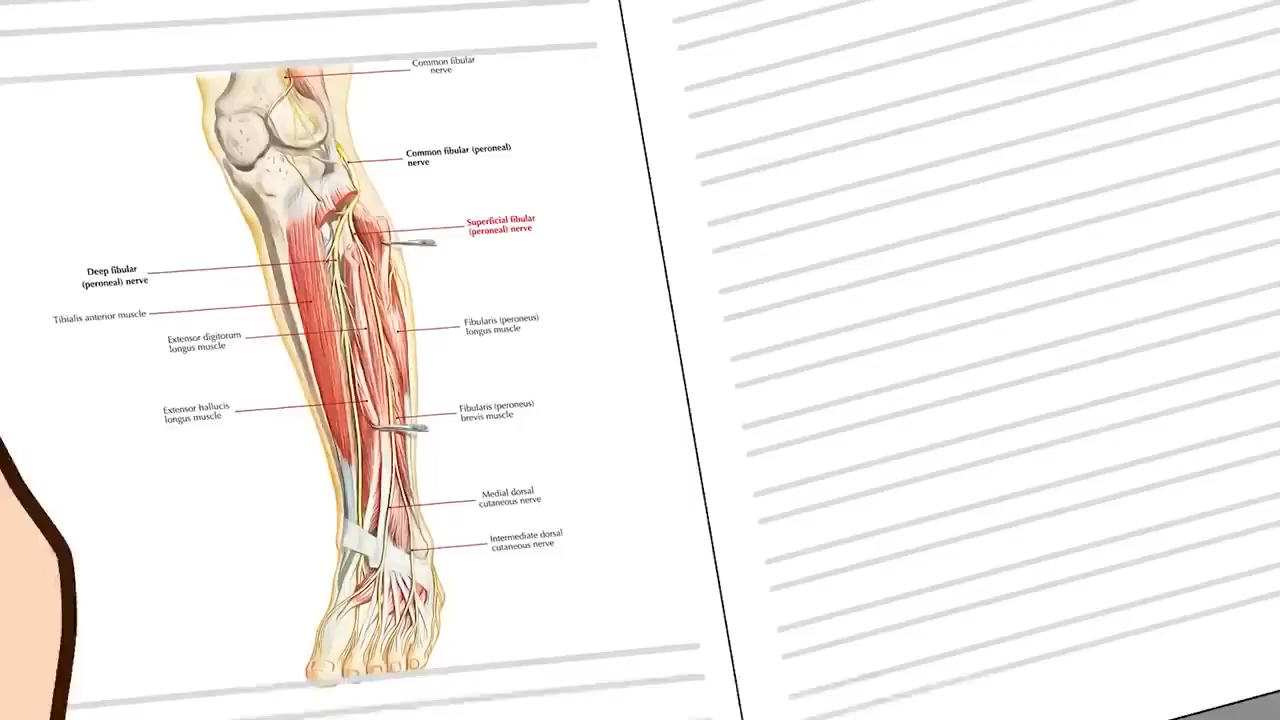 Common fibular
nerve
Common fibular (peroneal)
nerve
Superficial fibular
(peroneal) nerve
Deep fibular
(peroneal) nerve
Tibialis anterior muscle
Extensor digitorum
longus muscle
Fibularis (peroneus)
longus muscle
Extensor hallucis
longus muscle
Fibularis (peroneus)
brevis muscle
Medial dorsal
cutaneous nerve
Intermediate dorsal
cutaneous nerve